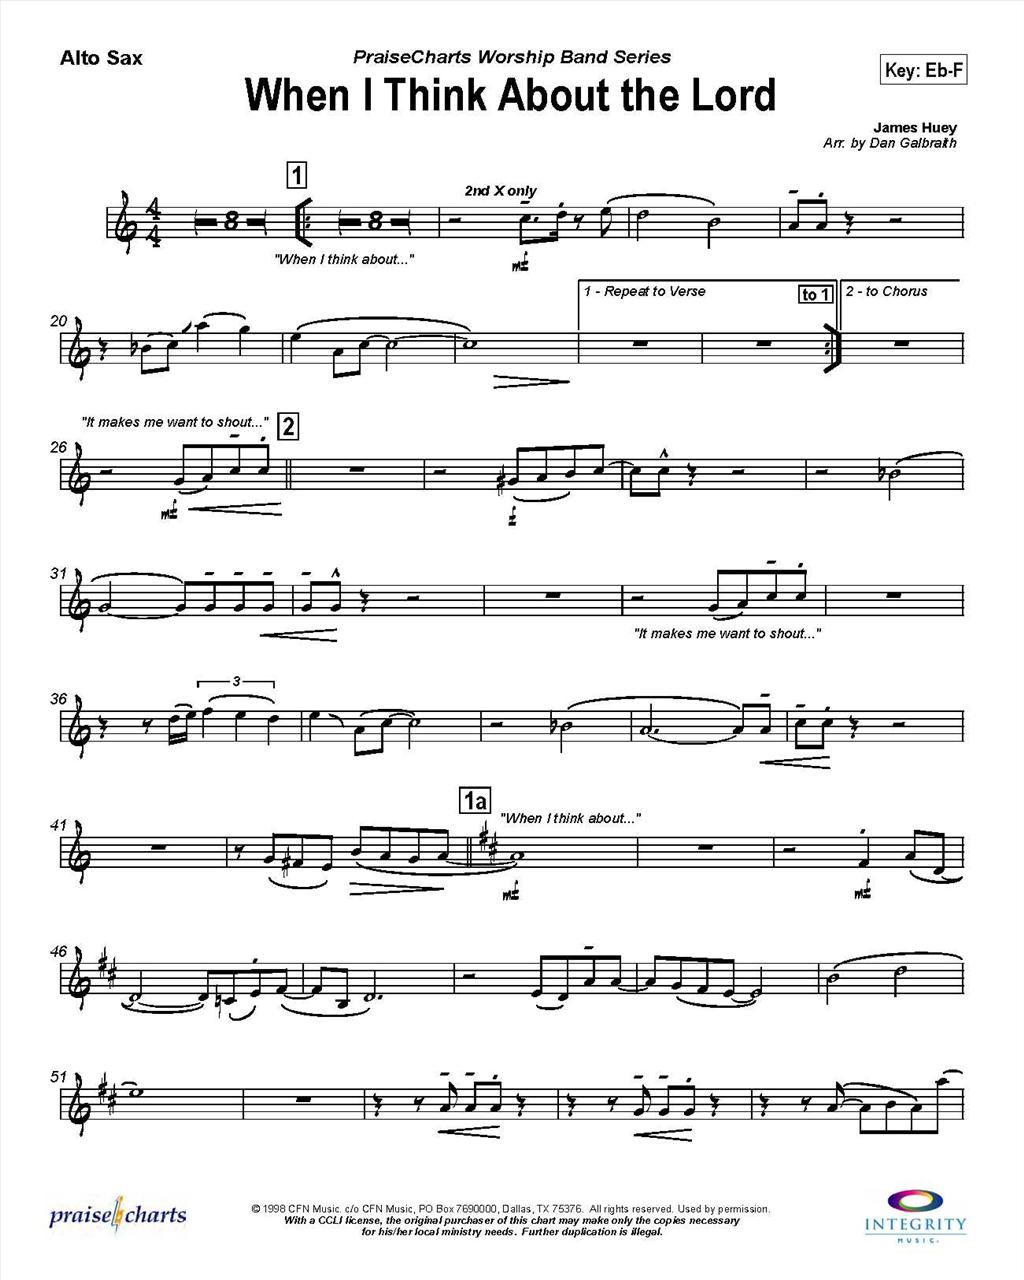 Alto Sax
PraiseCharts Worship Band Series
Key: Eb-F
When I Think About the Lord
James Huey
Arr. by Dan Galbraith
1
2nd X only
4
4
8
8
mf
"When I think about..."
1 - Repeat to Verse
to 1
2 - to Chorus
20
"It makes me want to shout..."
2
26
mf
f
31
"It makes me want to shout..."
36
3
1a
"When I think about..."
41
mf
mf
46
51
praisecharts
© 1998 CFN Music. c/o CFN Music, PO Box 7690000, Dallas, TX 75376. All rights reserved. Used by permission.
With a CCLI license, the original purchaser of this chart may make only the copies necessary
for his/her local ministry needs. Further duplication is illegal.
INTEGRITY
MUSIC.